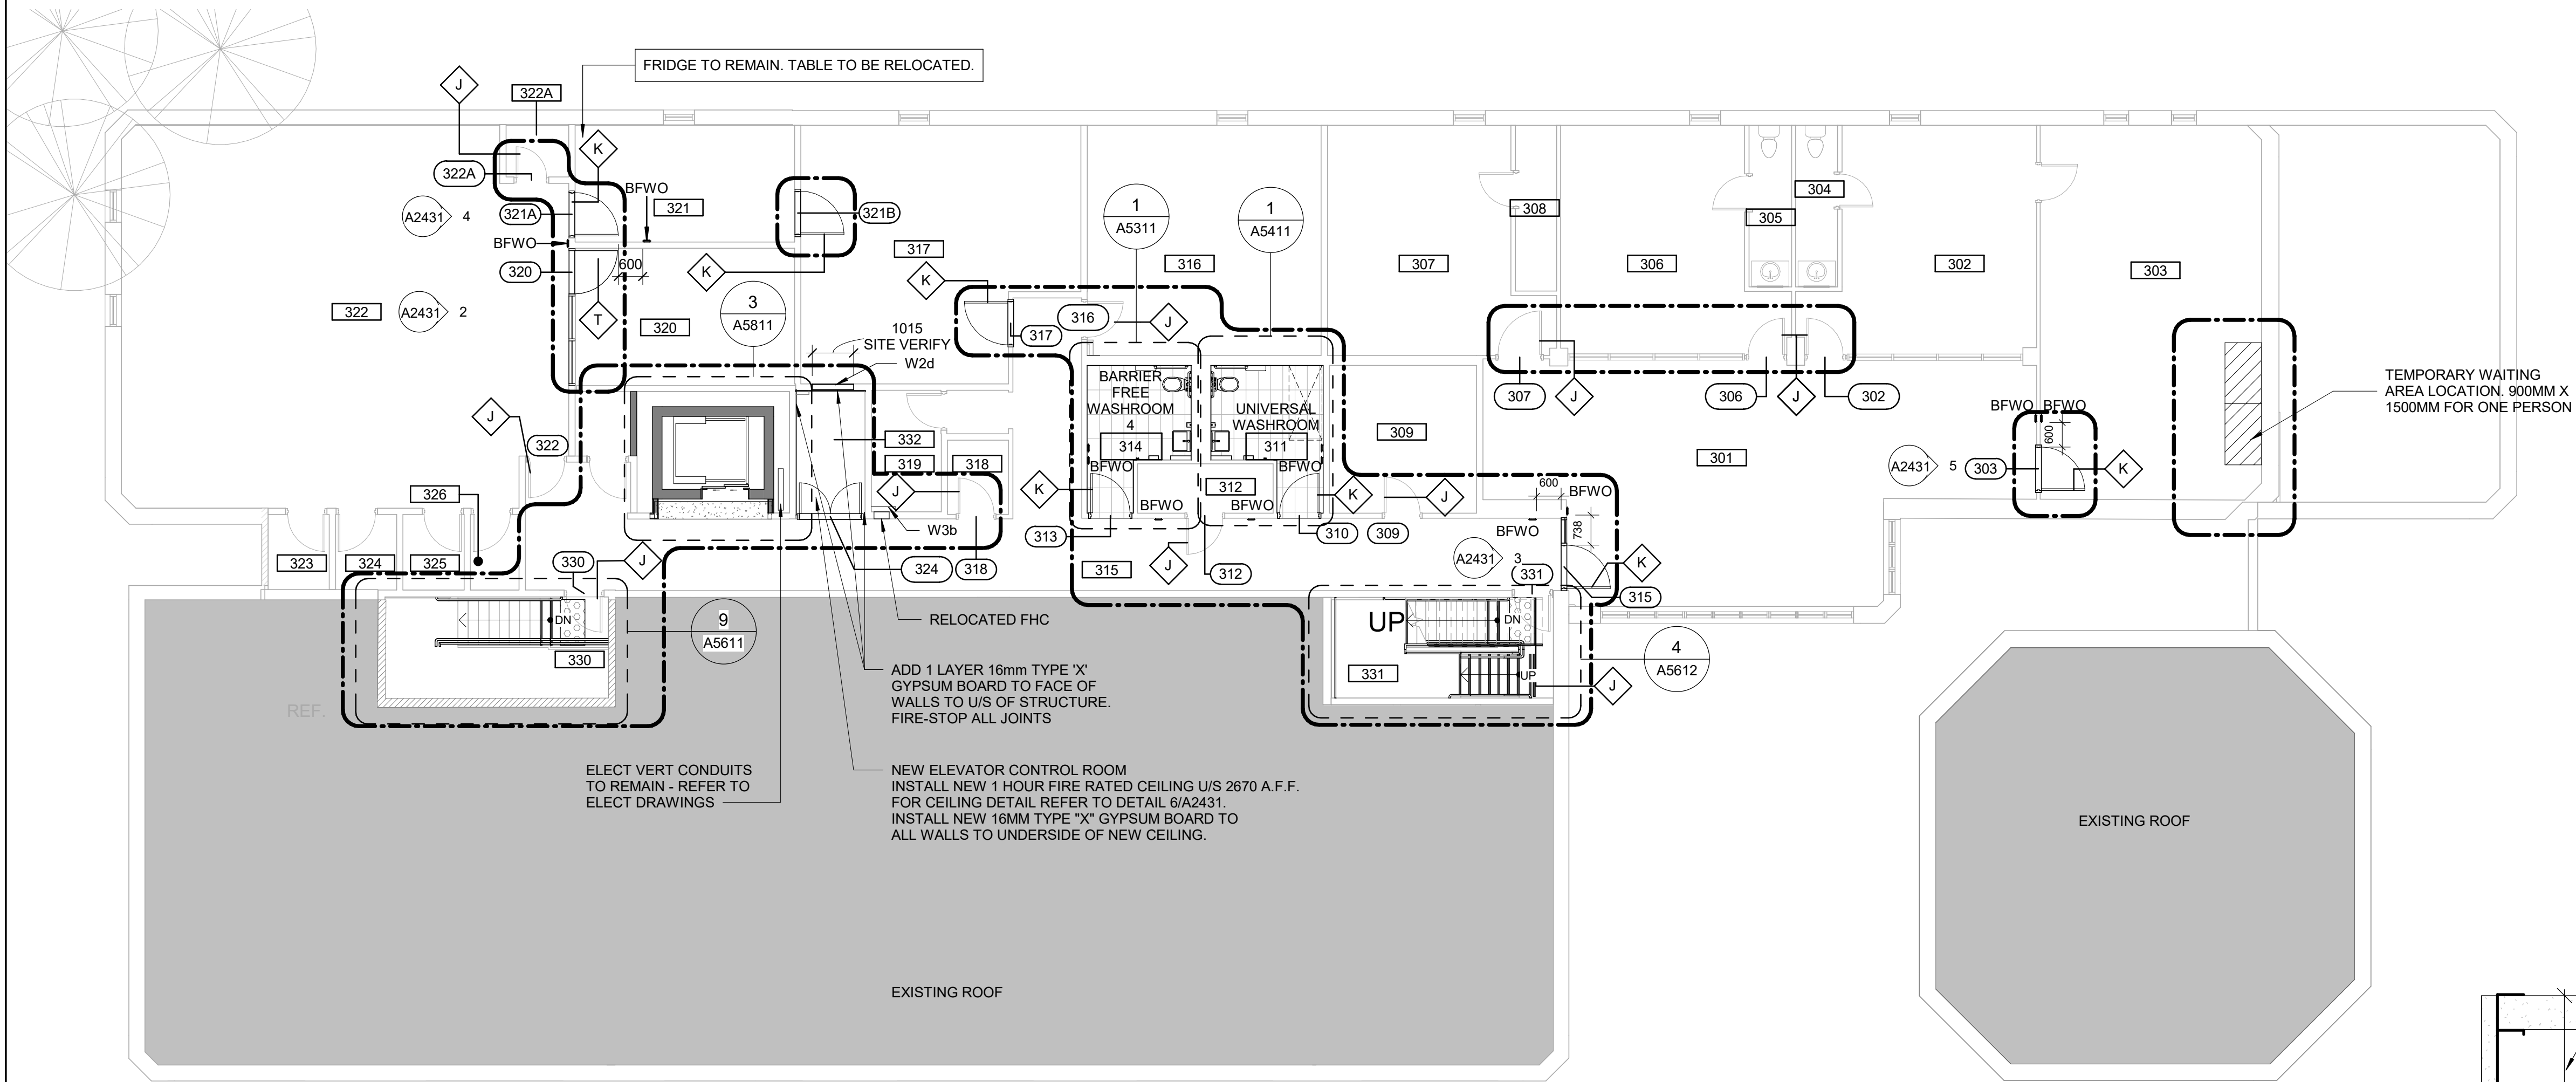 FRIDGE TO REMAIN. TABLE TO BE RELOCATED.
J
322A
K
322A
BFWO
321
321A
A2431 4
BFWO
320
600
K
321B
317
K
1
A5311
316
1
A5411
307
308
306
305
304
302
303
322
A2431 2
T
320
3
A5811
1015
SITE VERIFY
W2d
317
316
J
BARRIER
FREE
WASHROOM
4
314
BFWO
UNIVERSAL
WASHROOM
311
BFWO
309
307
J
306
J
302
TEMPORARY WAITING
AREA LOCATION. 900MM X
1500MM FOR ONE PERSON
BFWO BFWO
600
301
A2431 5
303
K
J
322
332
319
318
J
K
BFWO
312
BFWO
K
J
600
BFWO
326
W3b
313
310
309
BFWO
738
323
324
325
330
J
324
318
315
J
312
A2431 3
331
K
315
RELOCATED FHC
DN
330
9
A5611
UP
DN
331
UP
4
A5612
J
REF.
ADD 1 LAYER 16mm TYPE 'X'
GYPSUM BOARD TO FACE OF
WALLS TO U/S OF STRUCTURE.
FIRE-STOP ALL JOINTS
ELECT VERT CONDUITS
TO REMAIN - REFER TO
ELECT DRAWINGS
NEW ELEVATOR CONTROL ROOM
INSTALL NEW 1 HOUR FIRE RATED CEILING U/S 2670 A.F.F.
FOR CEILING DETAIL REFER TO DETAIL 6/A2431.
INSTALL NEW 16MM TYPE "X" GYPSUM BOARD TO
ALL WALLS TO UNDERSIDE OF NEW CEILING.
EXISTING ROOF
EXISTING ROOF